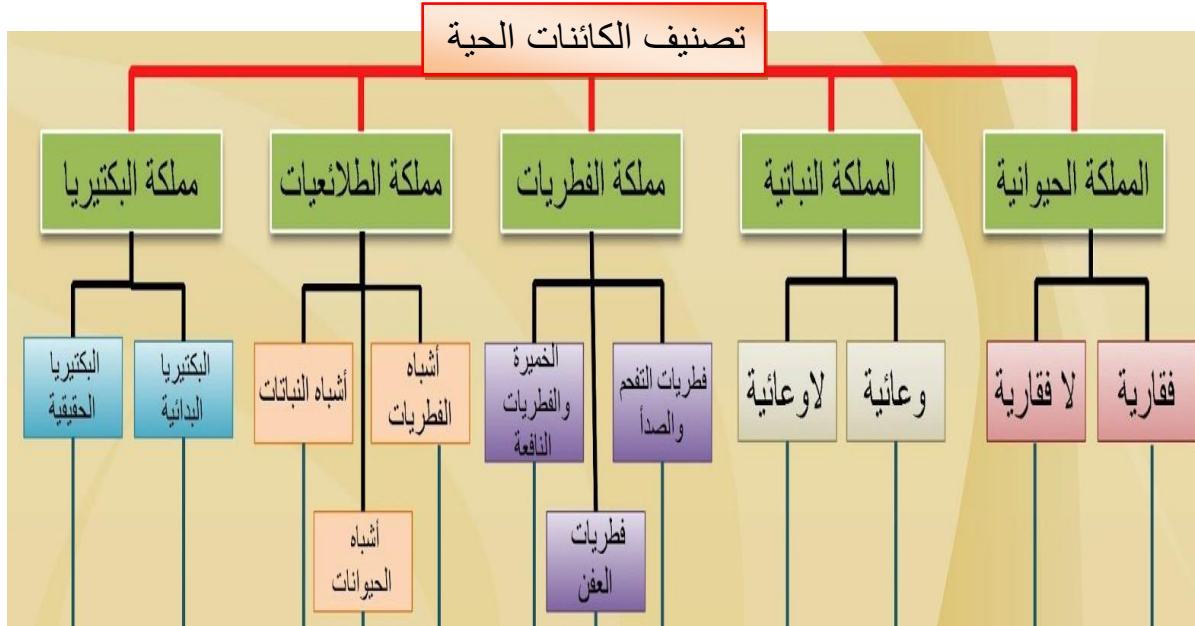 تصنيف الكائنات الحية
المملكة الحيوانية
المملكة النباتية
مملكة الفطريات
مملكة الطلائعيات
مملكة البكتيريا
فقارية
لا فقارية
وعائية
لاوعائية
فطريات التفحم
والصدأ
الخميرة
والفطريات
النافعة
فطريات
العفن
أشباه
الفطريات
أشباه النباتات
أشباه
الحيوانات
البكتيريا
البدائية
البكتيريا
الحقيقية